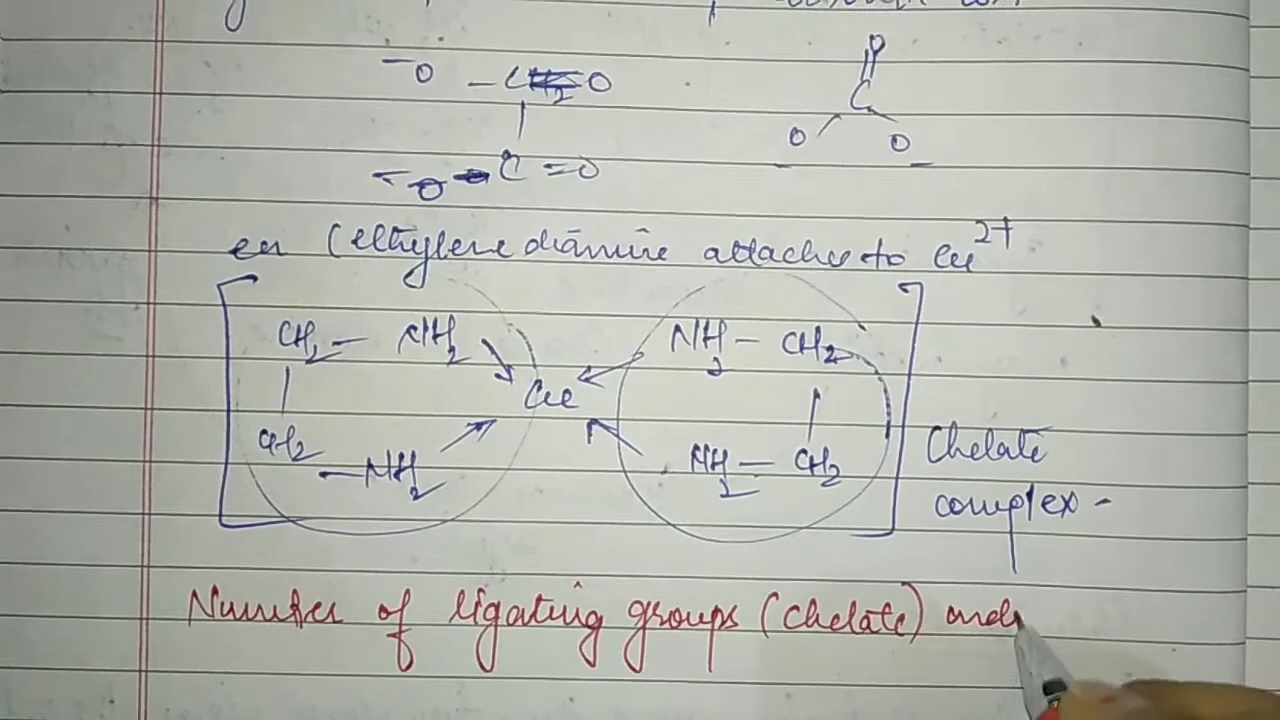 O
‾O – C O
C
O O
‾O C = O
en (ethylene diamine attaches to Cu²⁺
CH₂ – NH₂ NH₂ – CH₂
Cu
CH₂ – NH₂ NH₂ – CH₂
Chelate
complex -
Number of ligating groups (chelate) and